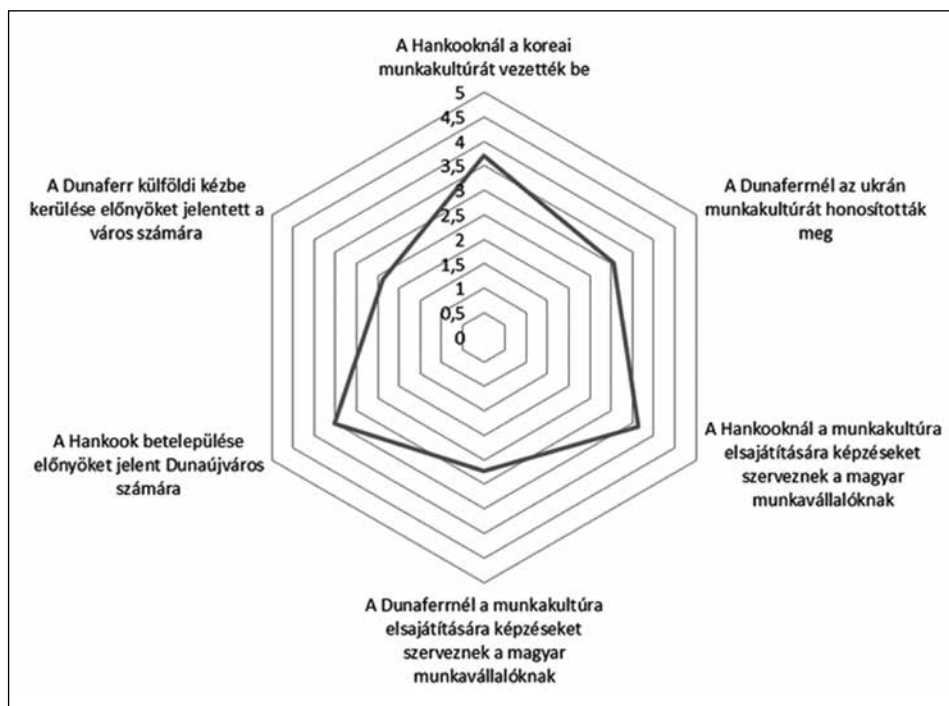 A Hankooknál a koreai
munkakultúrát vezették be
5
4,5
4
3,5
3
2,5
2
1,5
1
0,5
0
A Dunaferrnél az ukrán
munkakultúrát honosították
meg
A Hankooknál a munkakultúra
elsajátítására képzéseket
szerveznek a magyar
munkavállalóknak
A Dunaferrnél a munkakultúra
elsajátítására képzéseket
szerveznek a magyar
munkavállalóknak
A Hankook betelepülése
előnyöket jelent Dunaújváros
számára
A Dunaferr külföldi kézbe
kerülése előnyöket jelentett a
város számára